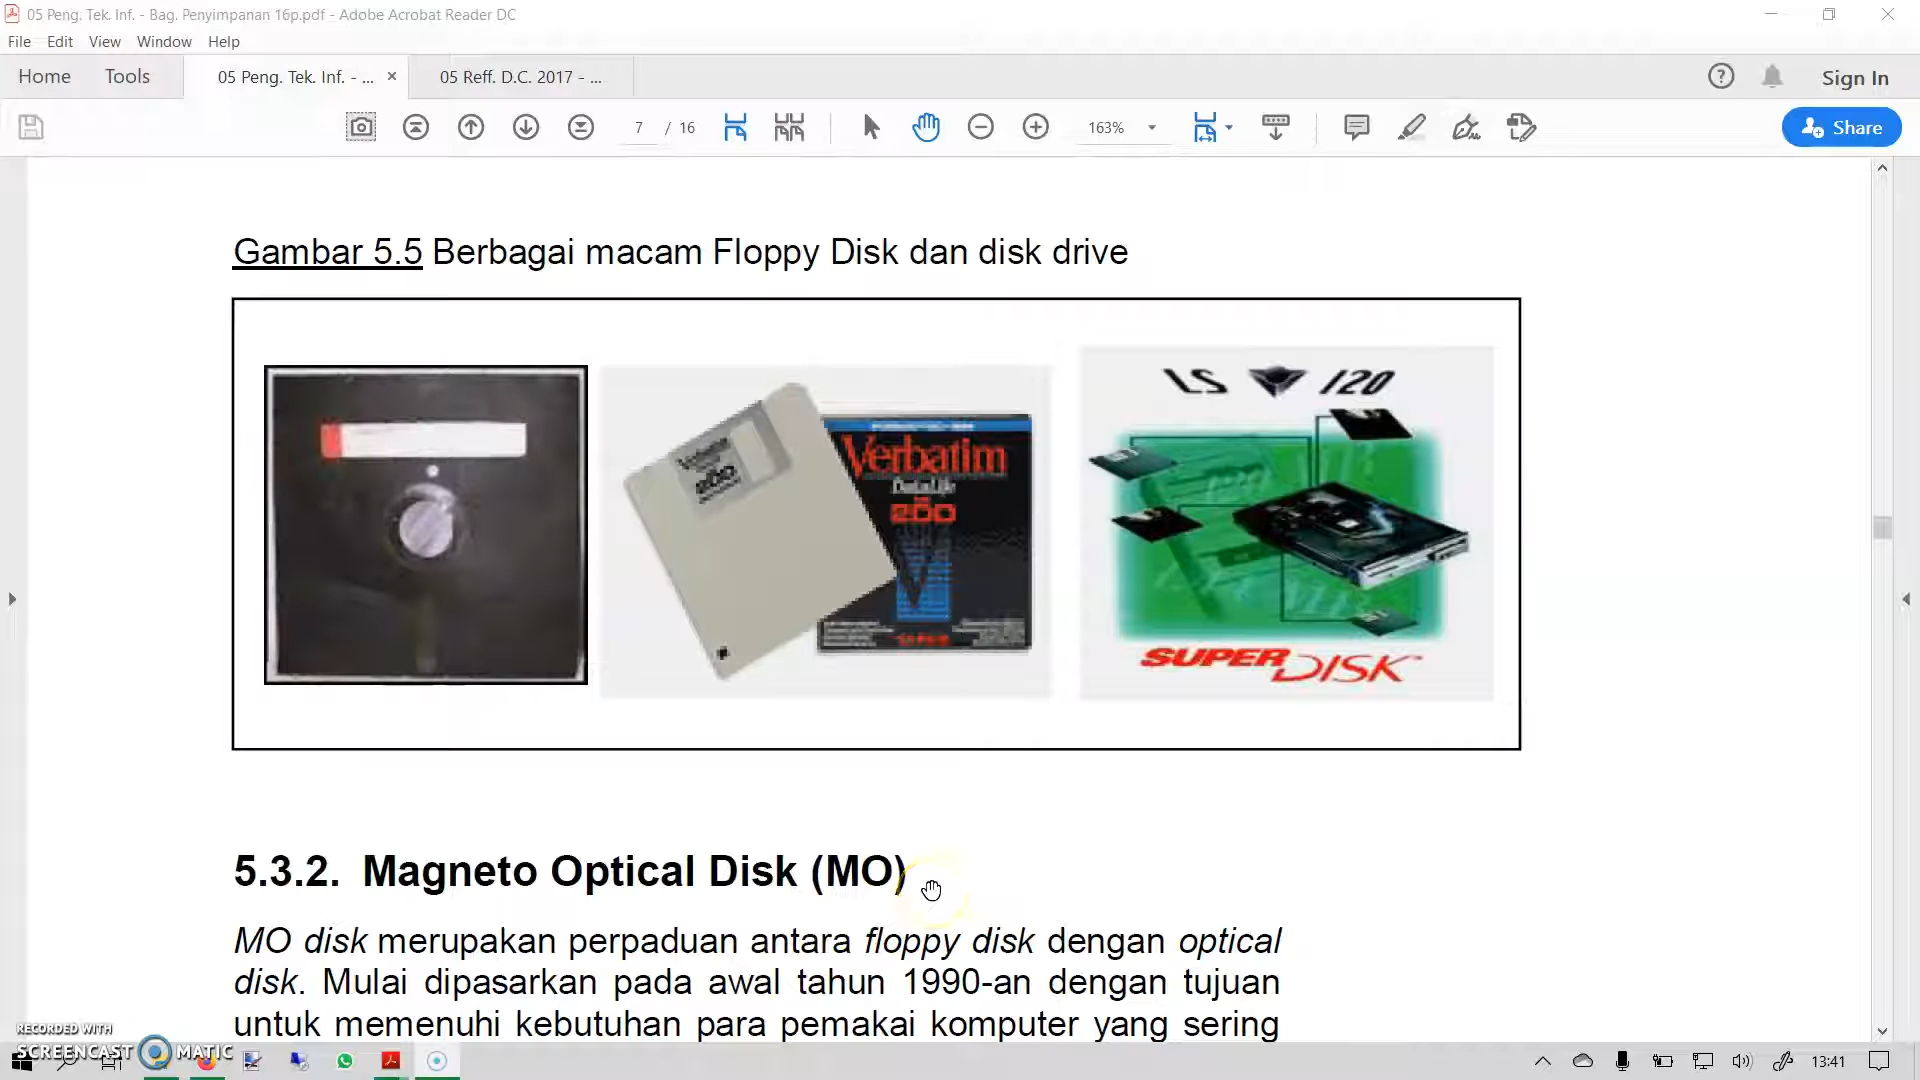 05 Peng. Tek. Inf. - Bag. Penyimpanan 16p.pdf - Adobe Acrobat Reader DC
File Edit View Window Help
Home Tools 05 Peng. Tek. Inf. - ... × 05 Reff. D.C. 2017 - ... Sign In
7 / 16 163% Share
Gambar 5.5 Berbagai macam Floppy Disk dan disk drive
LS 120
Verbatim
Verbatim
DataLife
200
200
SUPERDISK
5.3.2. Magneto Optical Disk (MO)
MO disk merupakan perpaduan antara floppy disk dengan optical
disk. Mulai dipasarkan pada awal tahun 1990-an dengan tujuan
untuk memenuhi kebutuhan para pemakai komputer yang sering
RECORDED WITH
SCREENCAST MATIC
13:41